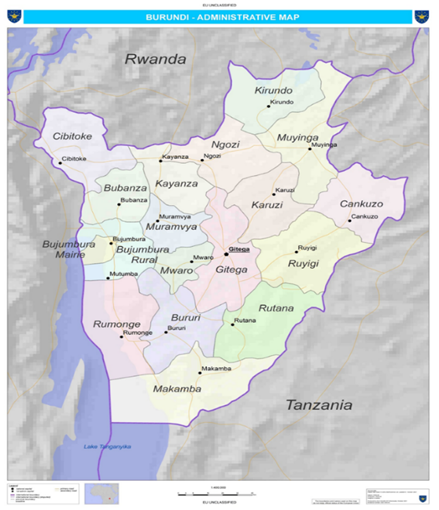 EU UNCLASSIFIED
BURUNDI - ADMINISTRATIVE MAP
Rwanda
Kirundo
Kirundo
Cibitoke
Cibitoke
Ngozi
Ngozi
Muyinga
Muyinga
Kayanza
Kayanza
Bubanza
Bubanza
Karuzi
Karuzi
Cankuzo
Cankuzo
Muramvya
Muramvya
Bujumbura
Bujumbura
Mairie
Bujumbura
Rural
Mwaro
Mwaro
Gitega
Gitega
Ruyigi
Ruyigi
Mutumba
Rumonge
Rumonge
Bururi
Bururi
Rutana
Rutana
Makamba
Makamba
Tanzania
Lake Tanganyika
EU UNCLASSIFIED